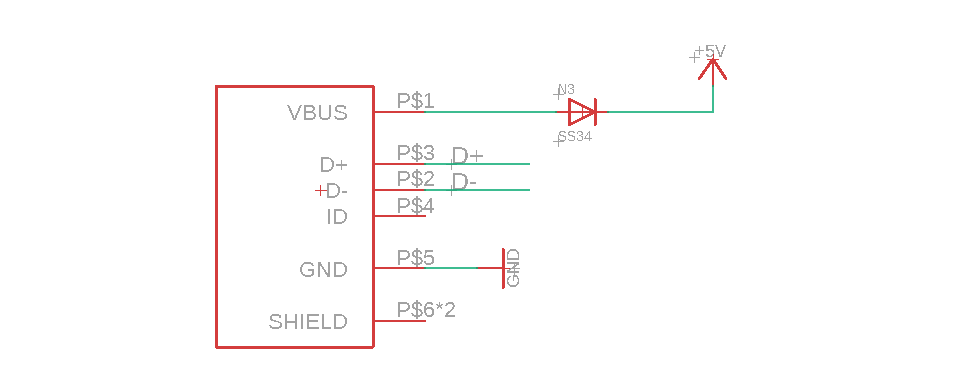 +5V
N3
VBUS P$1
SS34
D+ P$3 D+
D- P$2 D-
ID P$4
GND P$5 GND
SHIELD P$6*2